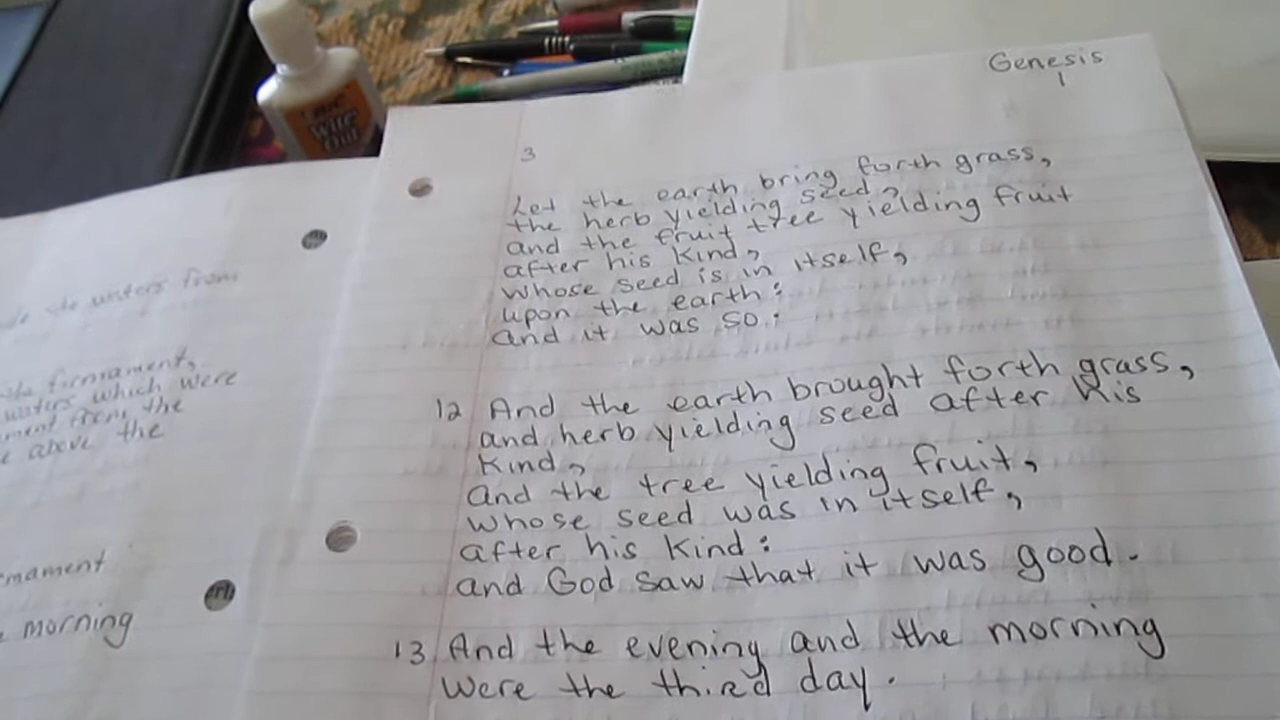 BIC
Wite
Out
Genesis
1
3
Let the earth bring forth grass,
the herb yielding seed,
and the fruit tree yielding fruit
after his kind,
whose seed is in itself,
upon the earth:
and it was so:
12 And the earth brought forth grass,
and herb yielding seed after his
kind,
and the tree yielding fruit,
whose seed was in itself,
after his kind:
and God saw that it was good.
13 And the evening and the morning
were the third day.
the waters from
the firmament,
waters which were
ment from the
above the
mament
morning